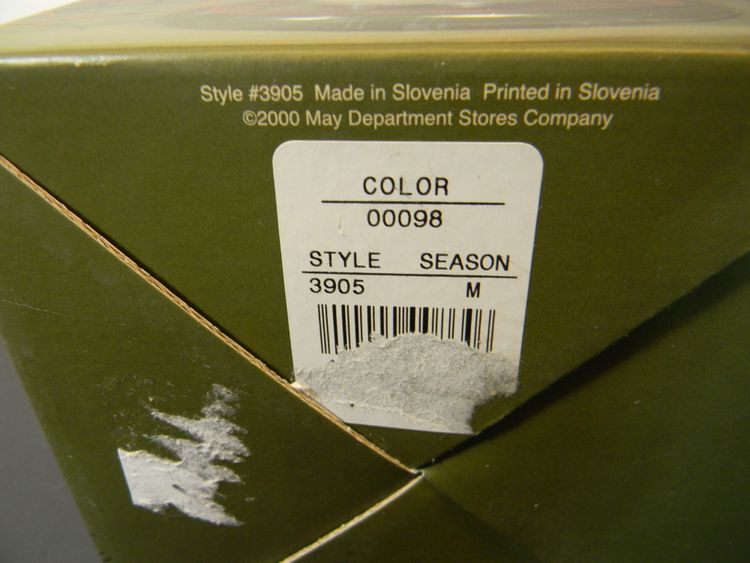 Style #3905 Made in Slovenia Printed in Slovenia
©2000 May Department Stores Company
COLOR
00098
STYLE SEASON
3905 M